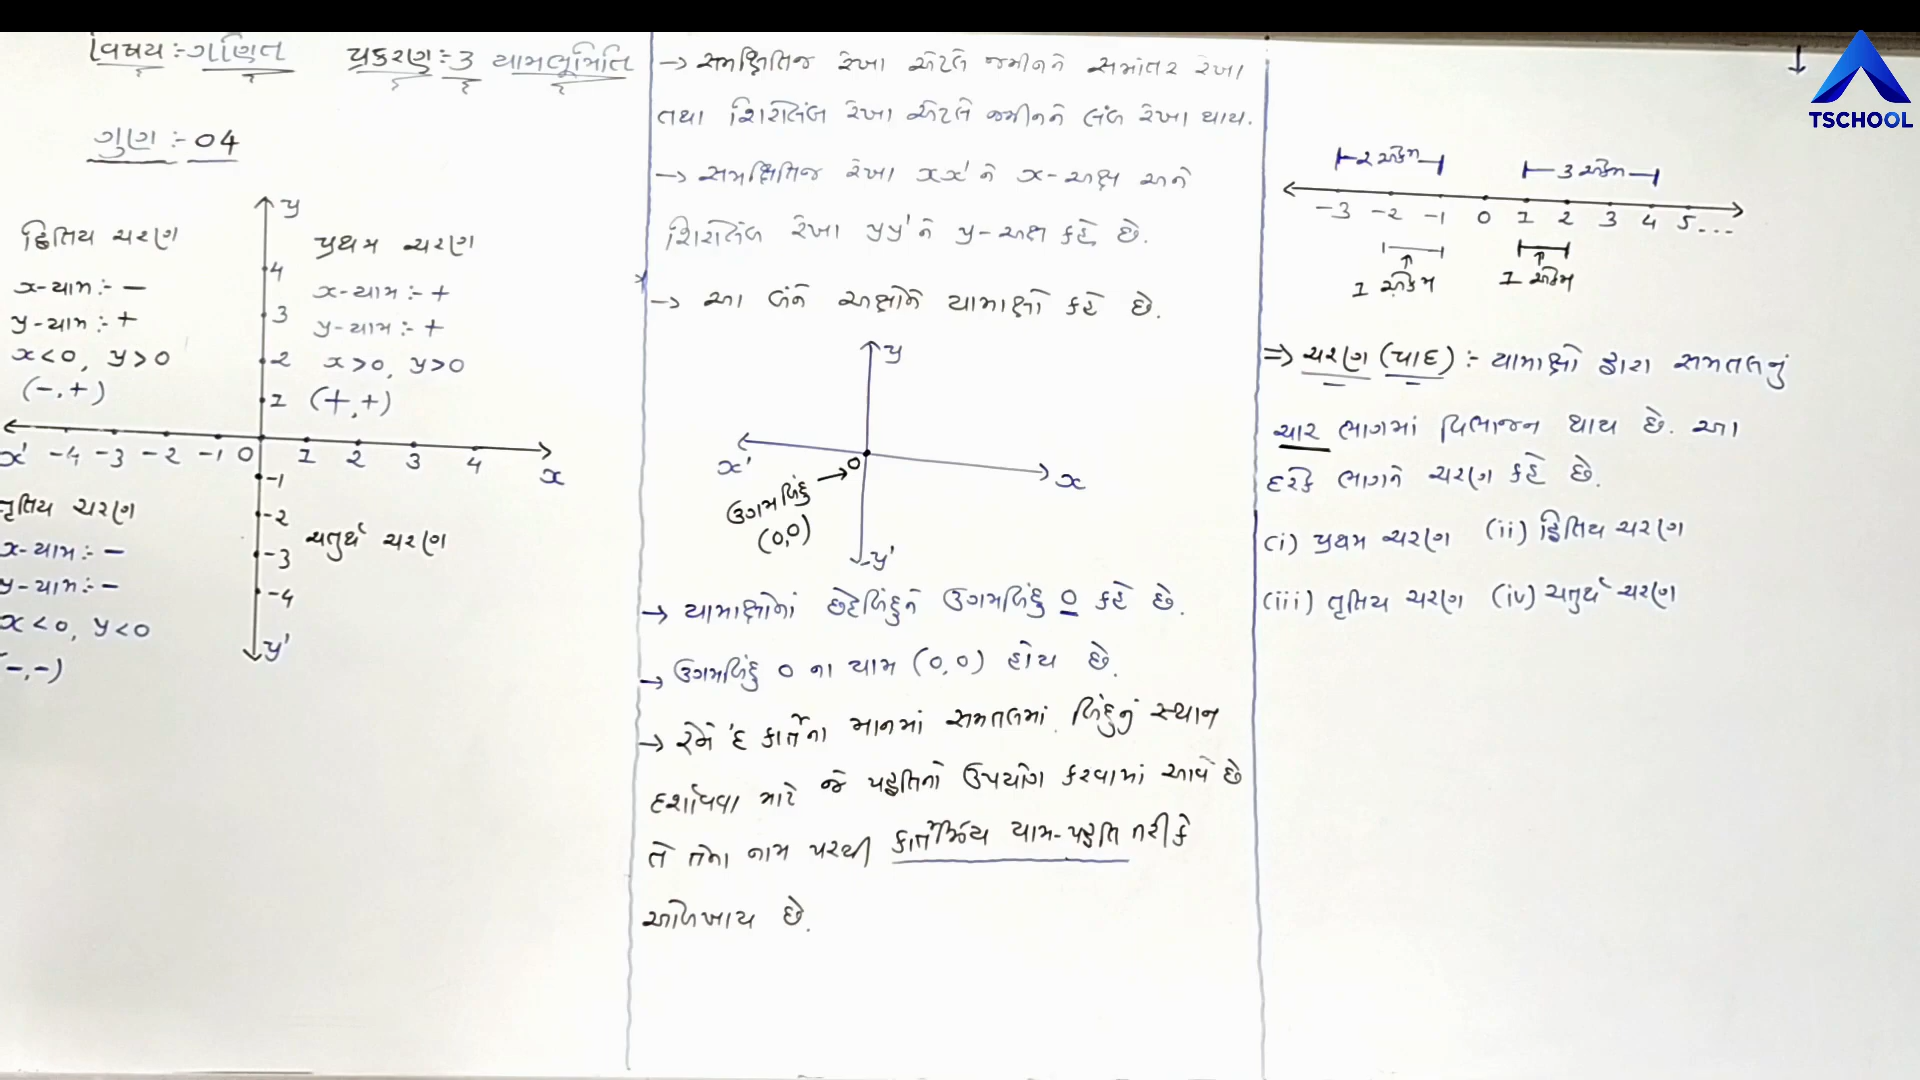 વિષય :- ગણિત પ્રકરણ :- 3 યામભૂમિતિ
ગુણ :- 04
y
દ્વિતિય ચરણ
x-યામ :- −
y-યામ :- +
x<0, y>0
(-,+)
પ્રથમ ચરણ
x-યામ :- +
y-યામ :- +
x>0, y>0
(+,+)
4
3
2
1
x' -4 -3 -2 -1 0 1 2 3 4 x
-1
-2
-3
-4
y'
તૃતિય ચરણ
x-યામ :- −
y-યામ :- −
x<0, y<0
(-,-)
ચતુર્થ ચરણ
→ સમક્ષિતિજ રેખા એટલે જમીનને સમાંતર રેખા
તથા શિરોલંબ રેખા એટલે જમીનને લંબ રેખા થાય.
→ સમક્ષિતિજ રેખા xx' ને x-અક્ષ અને
શિરોલંબ રેખા yy' ને y-અક્ષ કહે છે.
→ આ બંને અક્ષોને યામાક્ષો કહે છે.
y
x' 0 x
ઉગમબિંદુ →
(0,0)
y'
→ યામાક્ષોનાં છેદબિંદુને ઉગમબિંદુ 0 કહે છે.
→ ઉગમબિંદુ 0 ના યામ (0,0) હોય છે.
→ રેને 'દ કાર્તેના માનમાં સમતલમાં બિંદુનું સ્થાન
દર્શાવવા માટે જે પદ્ધતિનો ઉપયોગ કરવામાં આવે છે
તે તેના નામ પરથી કાર્તેઝિય યામ-પદ્ધતિ તરીકે
ઓળખાય છે.
↓
TSCHOOL
2 એકમ 3 એકમ
-3 -2 -1 0 1 2 3 4 5...
1 એકમ 1 એકમ
⇒ ચરણ (પાદ) :- યામાક્ષો દ્વારા સમતલનું
ચાર ભાગમાં વિભાજન થાય છે. આ
દરેક ભાગને ચરણ કહે છે.
(i) પ્રથમ ચરણ (ii) દ્વિતિય ચરણ
(iii) તૃતિય ચરણ (iv) ચતુર્થ ચરણ